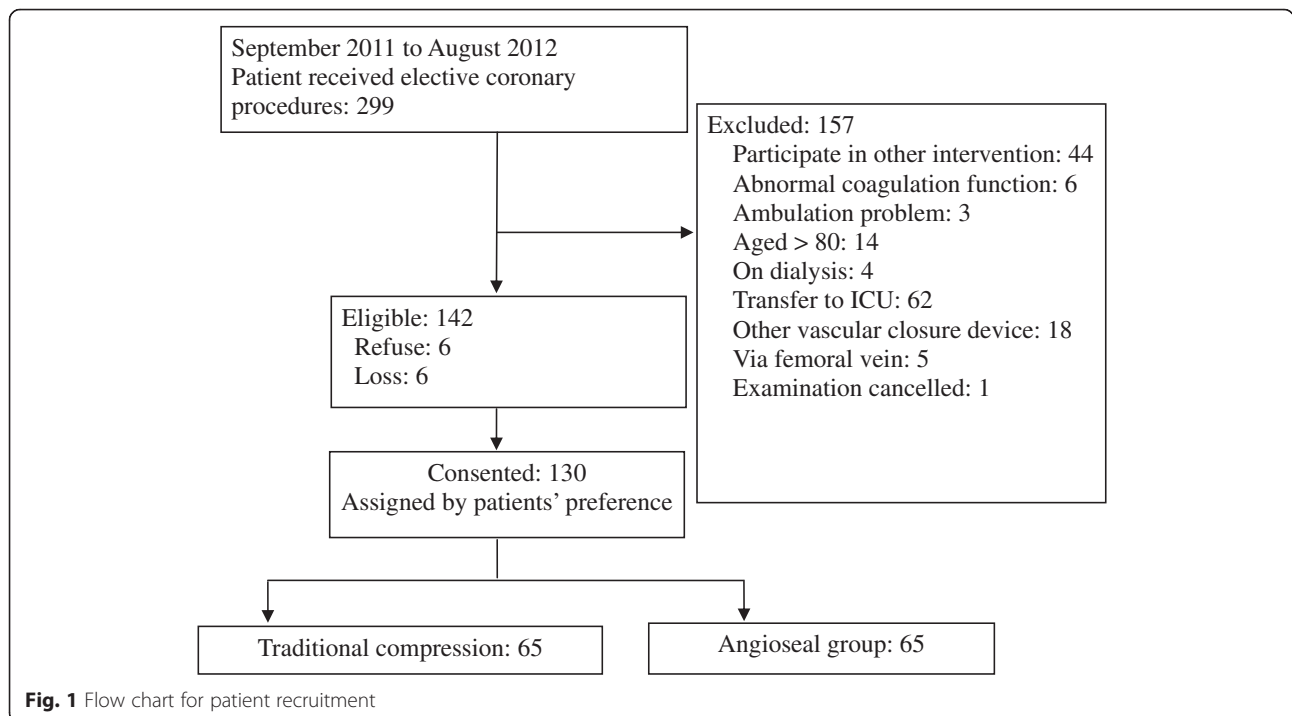 September 2011 to August 2012
Patient received elective coronary
procedures: 299
Excluded: 157
Participate in other intervention: 44
Abnormal coagulation function: 6
Ambulation problem: 3
Aged > 80: 14
On dialysis: 4
Transfer to ICU: 62
Other vascular closure device: 18
Via femoral vein: 5
Examination cancelled: 1
Eligible: 142
Refuse: 6
Loss: 6
Consented: 130
Assigned by patients’ preference
Traditional compression: 65
Angioseal group: 65
Fig. 1 Flow chart for patient recruitment